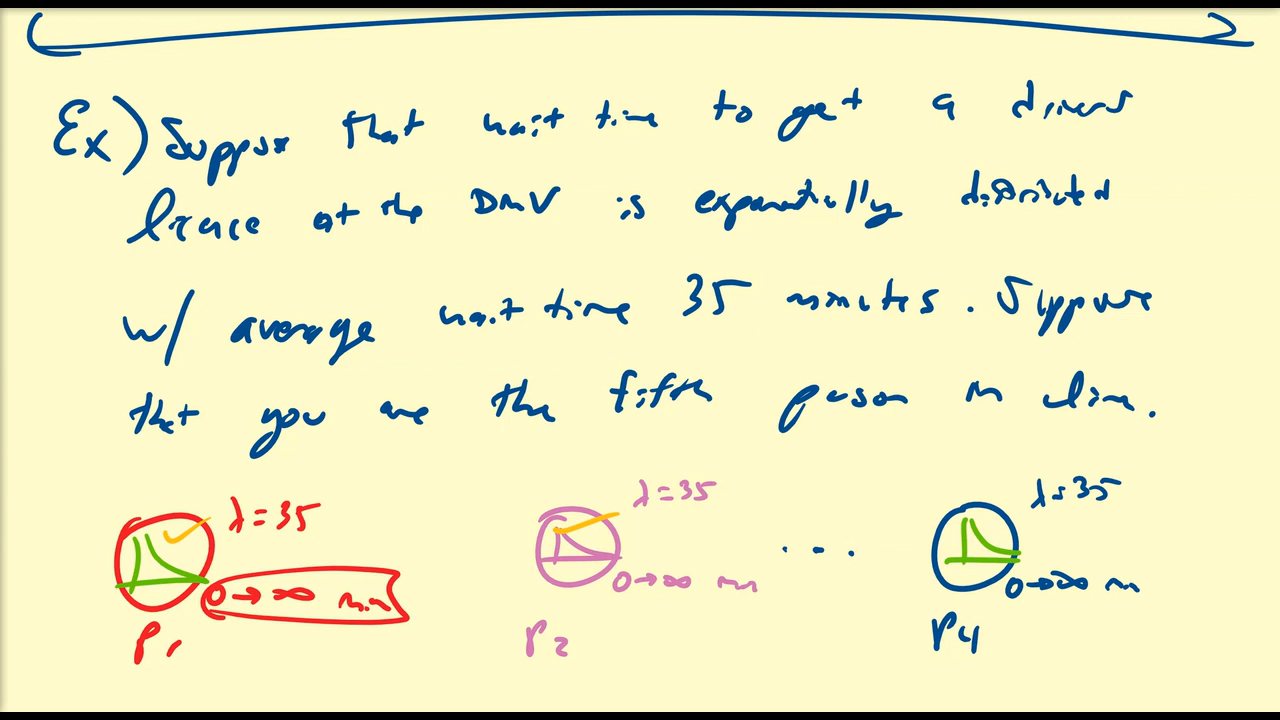 Ex) Suppose that wait time to get a drivers
license at the DMV is exponentially distributed
w/ average wait time 35 minutes. Suppose
that you are the fifth person in line.
λ=35 λ=35 λ=35
0→∞ min 0→∞ min ... 0→∞ m
P1 P2 P4